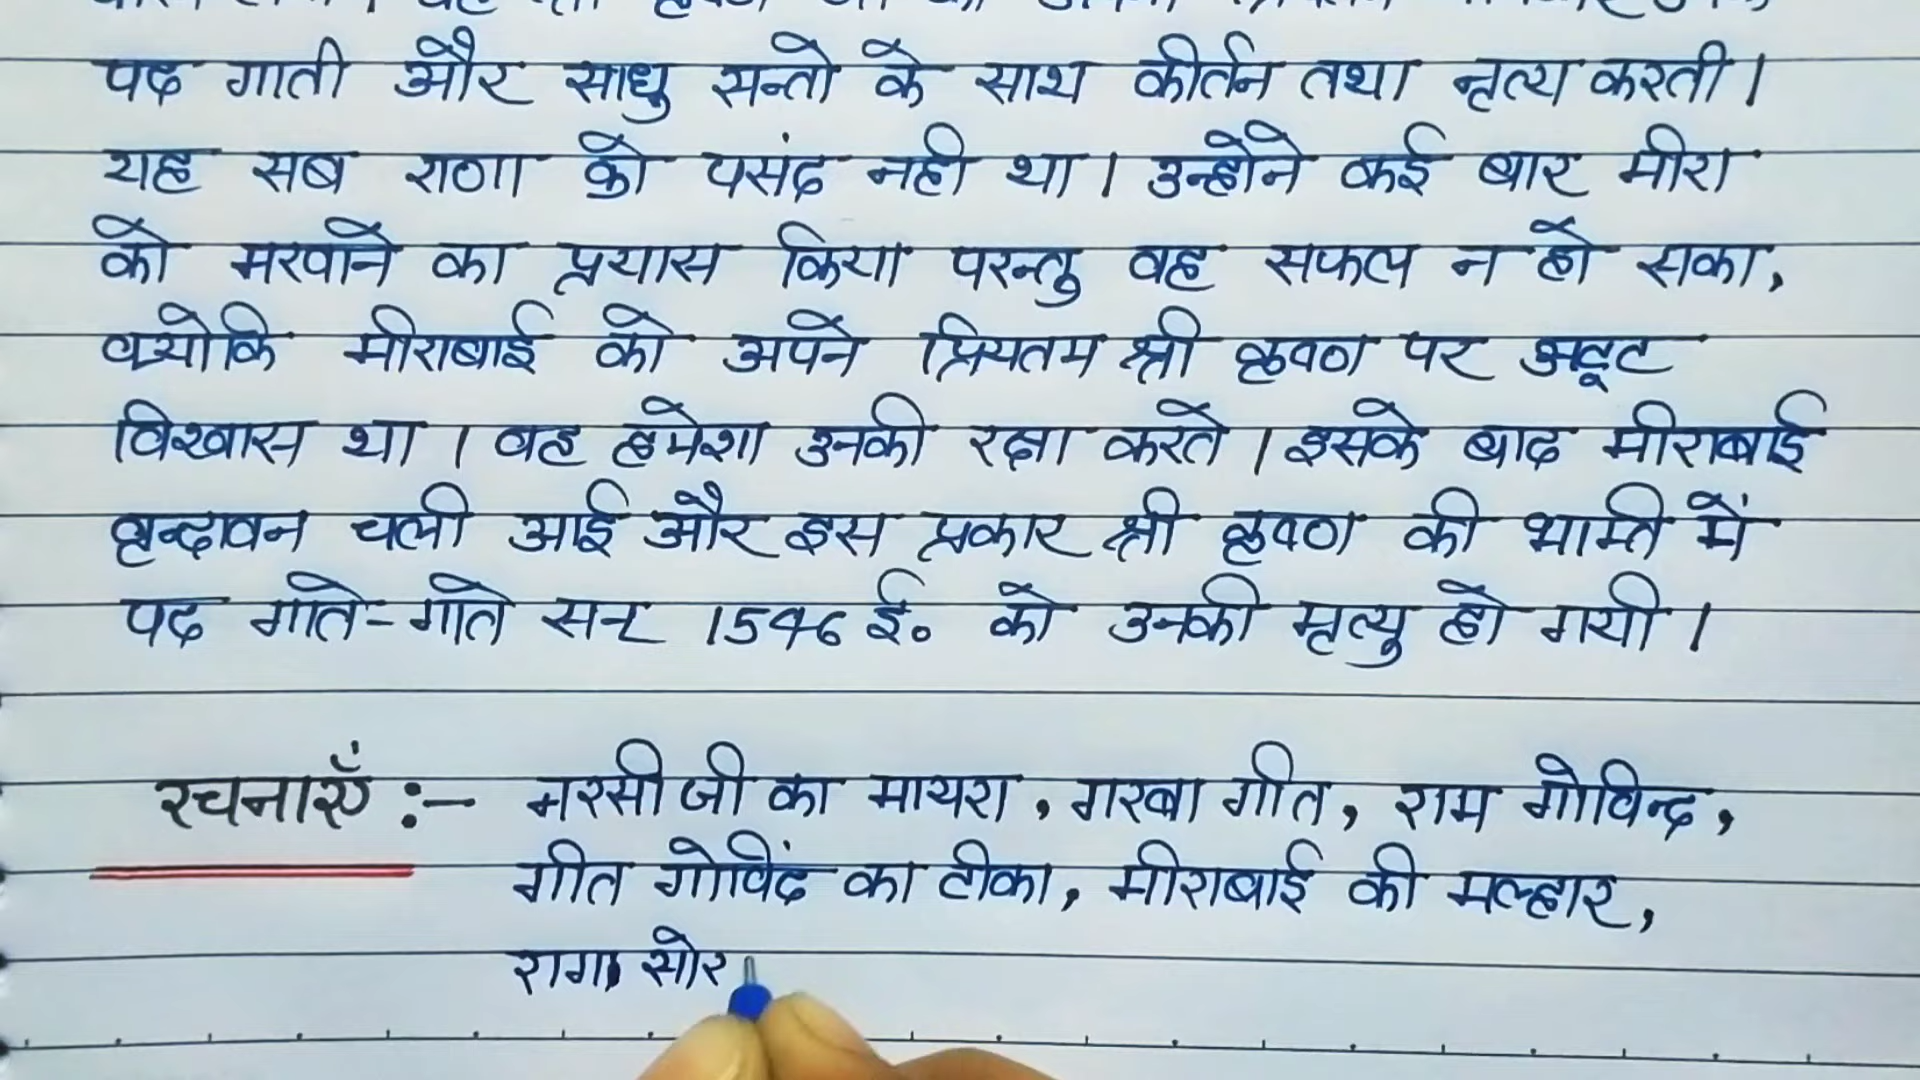 पद गाती और साधु सन्तो के साथ कीर्तन तथा नृत्य करती।
यह सब राणा को पसंद नही था। उन्होने कई बार मीरा
को मरवाने का प्रयास किया परन्तु वह सफल न हो सका,
क्योकि मीराबाई को अपने प्रियतम श्री कृष्ण पर अटूट
विश्वास था। वह हमेशा उनकी रक्षा करते। इसके बाद मीराबाई
वृन्दावन चली आई और इस प्रकार श्री कृष्ण की भक्ति में
पद गाते-गाते सन् 1546 ई० को उनकी मृत्यु हो गयी।
रचनाएँ :- नरसी जी का मायरा, गरबा गीत, राम गोविन्द,
गीत गोविंद का टीका, मीराबाई की मल्हार,
राग सोर